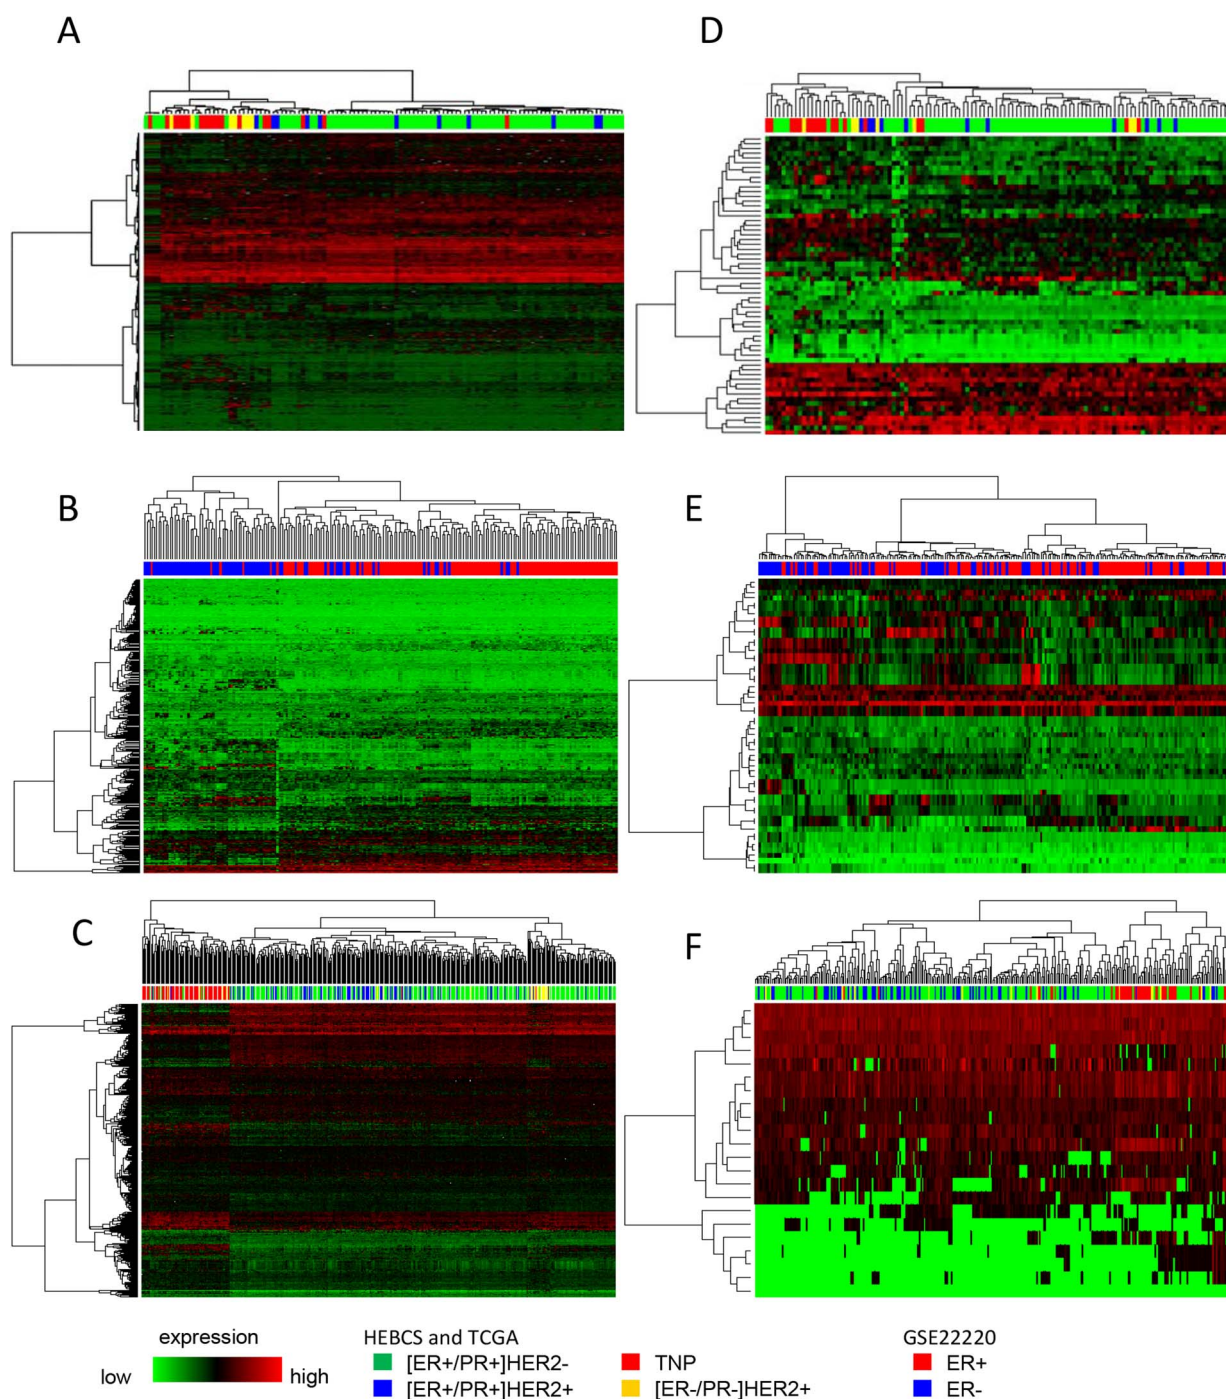 A
D
B
E
C
F
expression
low
high
HEBCS and TCGA
[ER+/PR+]HER2-
[ER+/PR+]HER2+
TNP
[ER-/PR-]HER2+
GSE22220
ER+
ER-